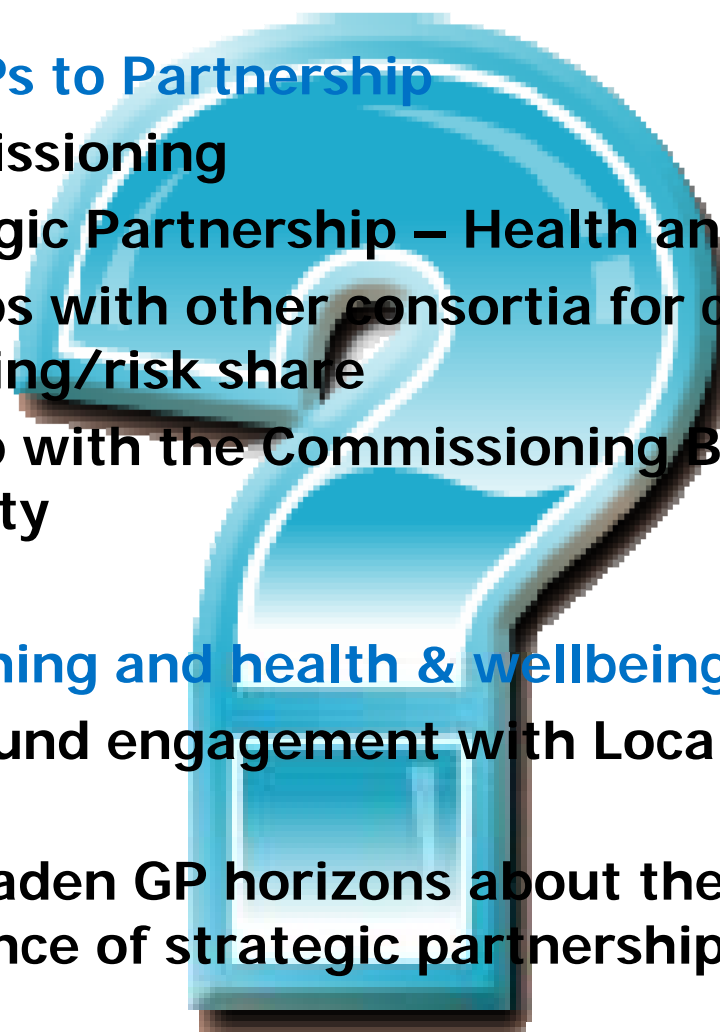 Ps to Partnership
issioning
gic Partnership – Health an
os with other consortia for c
ing/risk share
o with the Commissioning B
ty
ning and health & wellbeing
und engagement with Loca
aden GP horizons about the
nce of strategic partnership